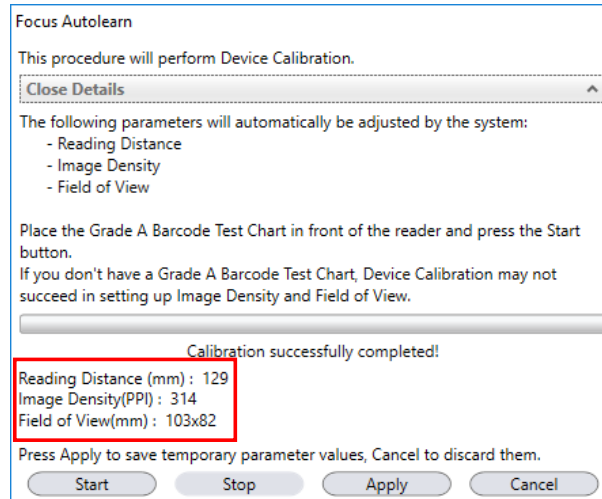 Focus Autolearn
This procedure will perform Device Calibration.
Close Details
The following parameters will automatically be adjusted by the system:
- Reading Distance
- Image Density
- Field of View
Place the Grade A Barcode Test Chart in front of the reader and press the Start
button.
If you don't have a Grade A Barcode Test Chart, Device Calibration may not
succeed in setting up Image Density and Field of View.
Calibration successfully completed!
Reading Distance (mm) : 129
Image Density(PPI) : 314
Field of View(mm) : 103x82
Press Apply to save temporary parameter values, Cancel to discard them.
Start Stop Apply Cancel